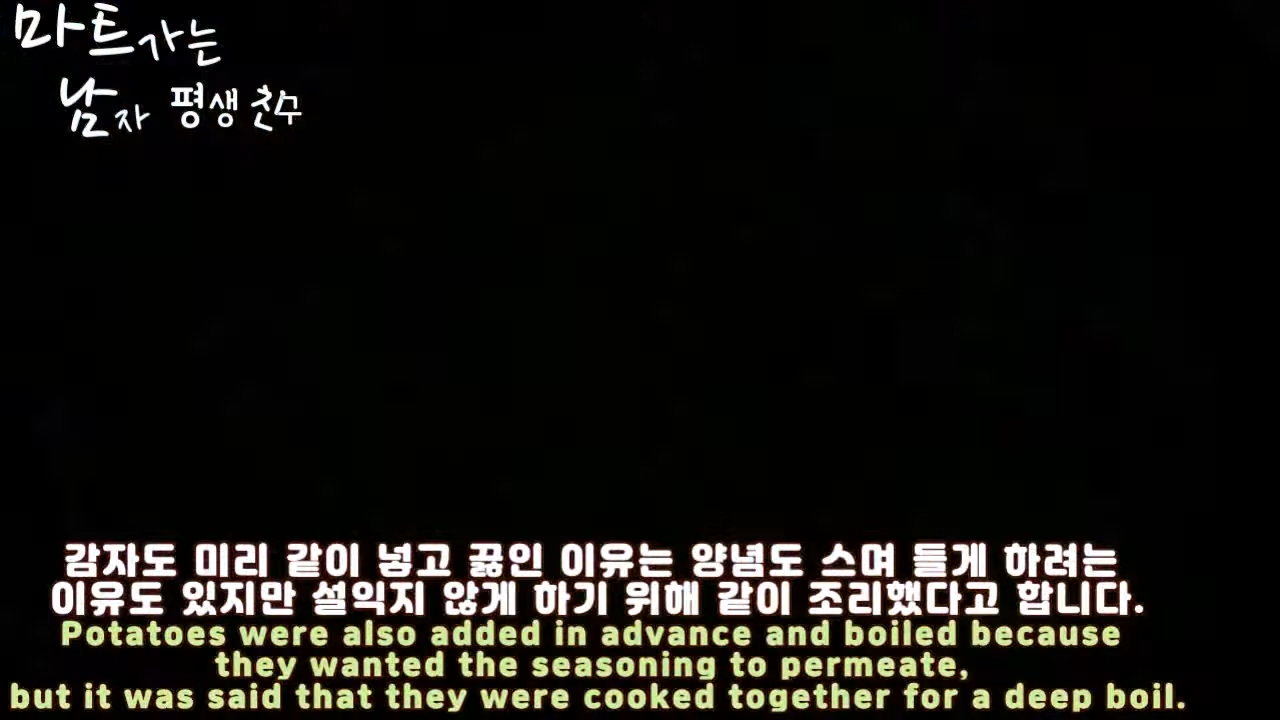 마트가는
남자 평생 호구
감자도 미리 같이 넣고 끓인 이유는 양념도 스며 들게 하려는
이유도 있지만 설익지 않게 하기 위해 같이 조리했다고 합니다.
Potatoes were also added in advance and boiled because
they wanted the seasoning to permeate,
but it was said that they were cooked together for a deep boil.